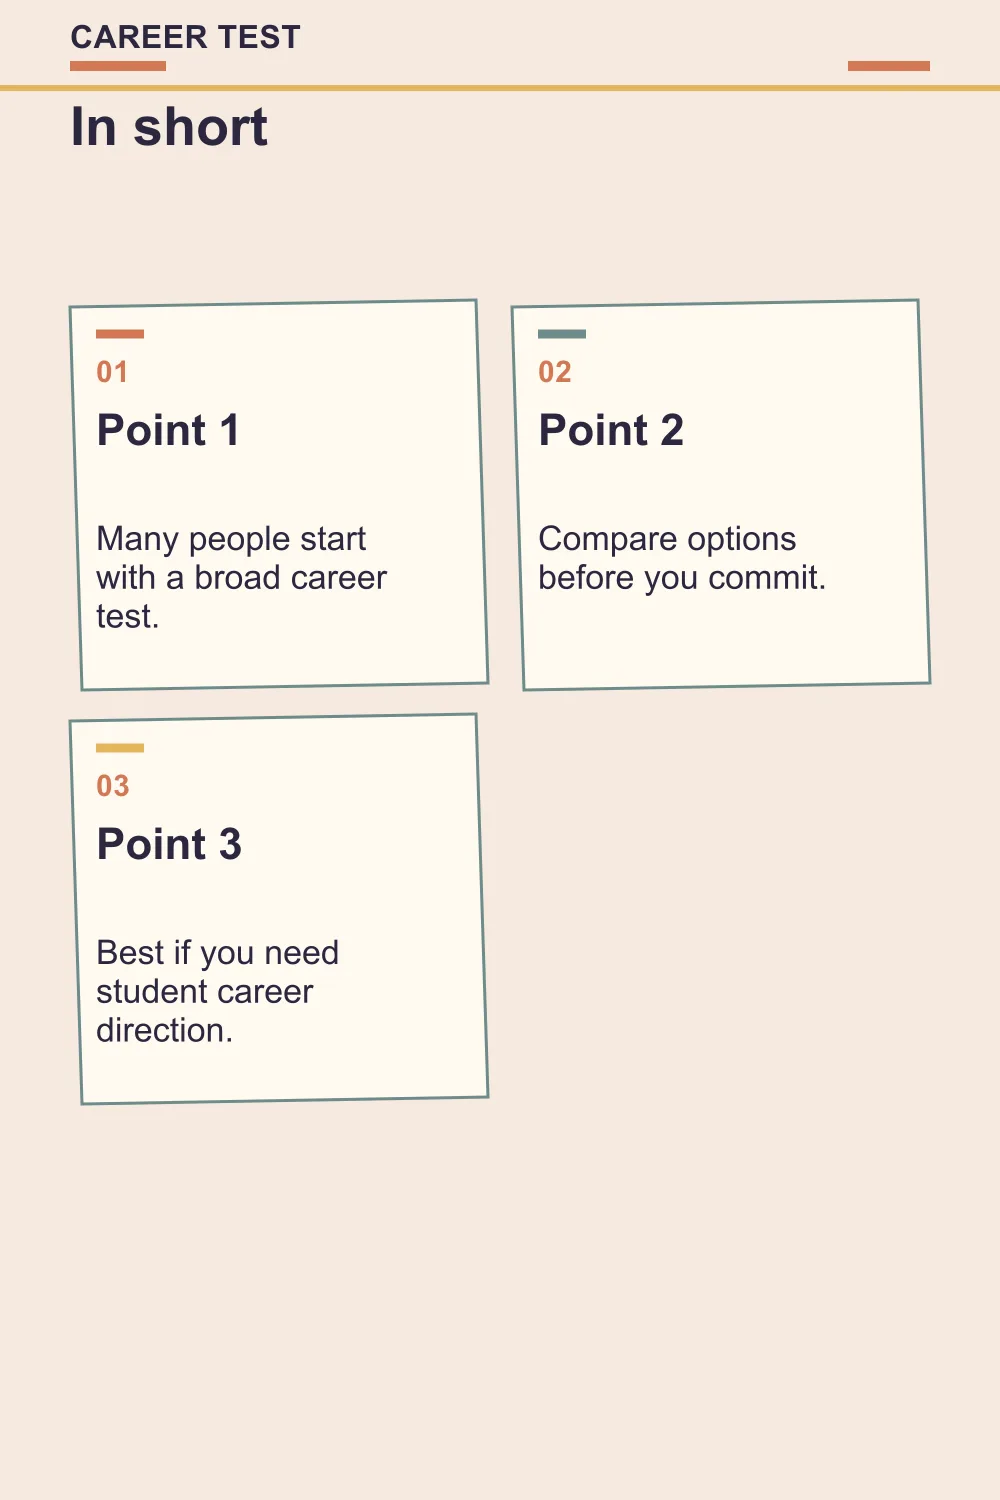 CAREER TEST
In short
01
Point 1
Many people start
with a broad career
test.
02
Point 2
Compare options
before you commit.
03
Point 3
Best if you need
student career
direction.